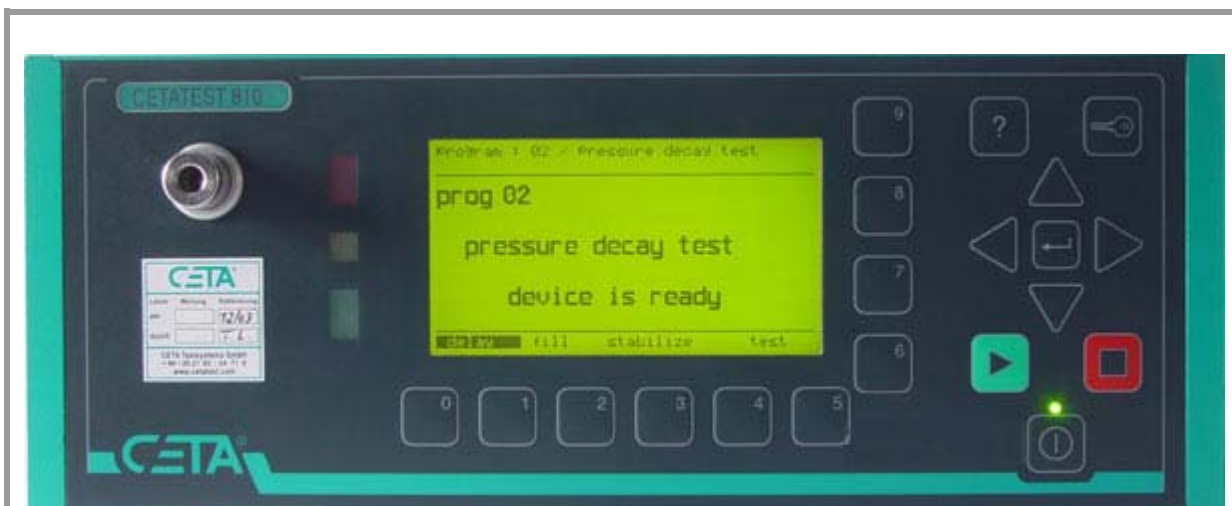 CETATEST 810
Program : 02 / Pressure decay test
prog 02
pressure decay test
device is ready
delay fill stabilize test
CETA
12/03
TL
CETA Testsysteme GmbH
www.cetatest.com
CETA®
0
1
2
3
4
5
6
7
8
9
?